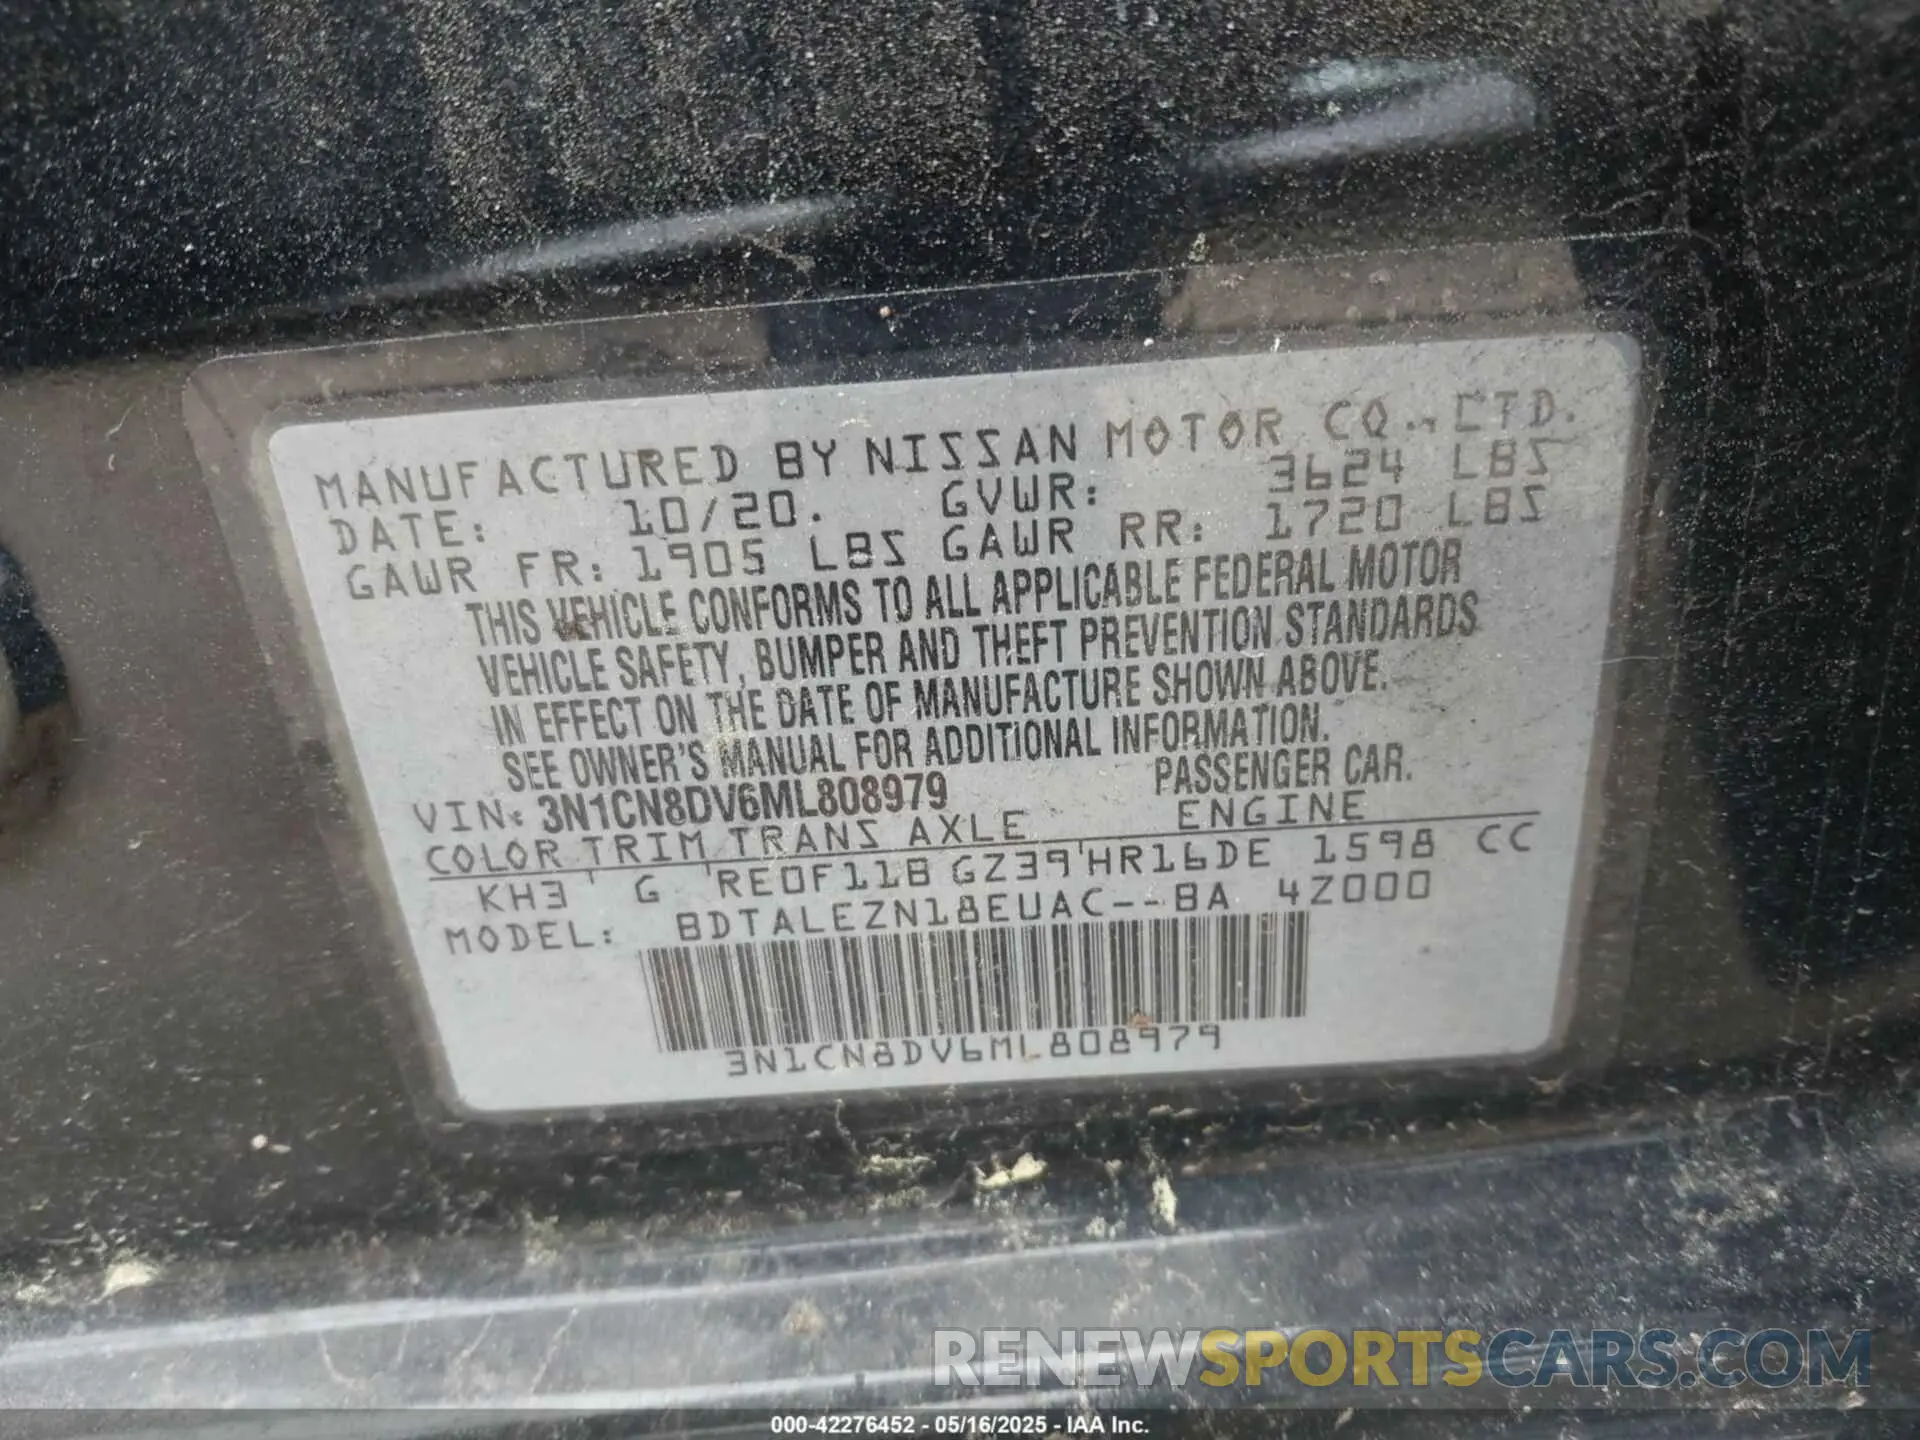 MANUFACTURED BY NISSAN MOTOR CO., LTD.
DATE: 10/20. GVWR: 3624 LBS
GAWR FR: 1905 LBS GAWR RR: 1720 LBS
THIS VEHICLE CONFORMS TO ALL APPLICABLE FEDERAL MOTOR
VEHICLE SAFETY, BUMPER AND THEFT PREVENTION STANDARDS
IN EFFECT ON THE DATE OF MANUFACTURE SHOWN ABOVE.
SEE OWNER'S MANUAL FOR ADDITIONAL INFORMATION.
VIN: 3N1CN8DV6ML808979 PASSENGER CAR.
COLOR TRIM TRANS AXLE ENGINE
KH3 ' G 'RE0F11B GZ39'HR16DE 1598 CC
MODEL: BDTALEZN18EUAC--BA 4Z000
3N1CN8DV6ML808979
RENEWSPORTSCARS.COM
000-42276452 - 05/16/2025 - IAA Inc.